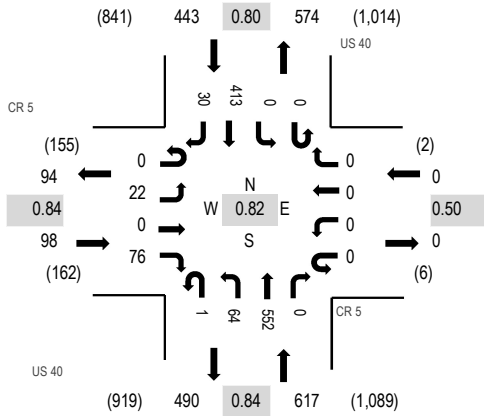 (841) 443 0.80 574 (1,014)
US 40
CR 5
30 413 0 0
(155) (2)
94 0 0 0
22 0
0.84 W N 0.82 E S 0.50
0 0
98 76 0 0
(162) (6)
1 64 552 0
CR 5
US 40
(919) 490 0.84 617 (1,089)